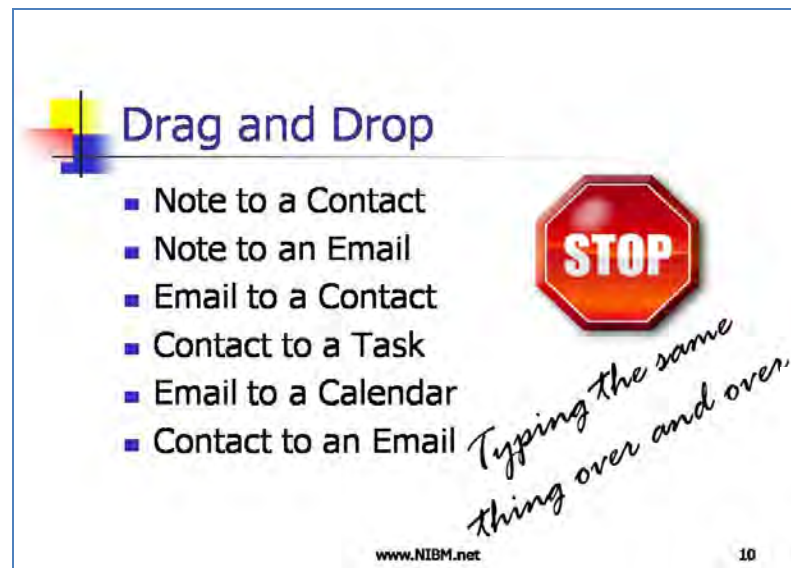 Drag and Drop
Note to a Contact
Note to an Email
Email to a Contact
Contact to a Task
Email to a Calendar
Contact to an Email
STOP
Typing the same
thing over and over,
www.NIBM.net
10